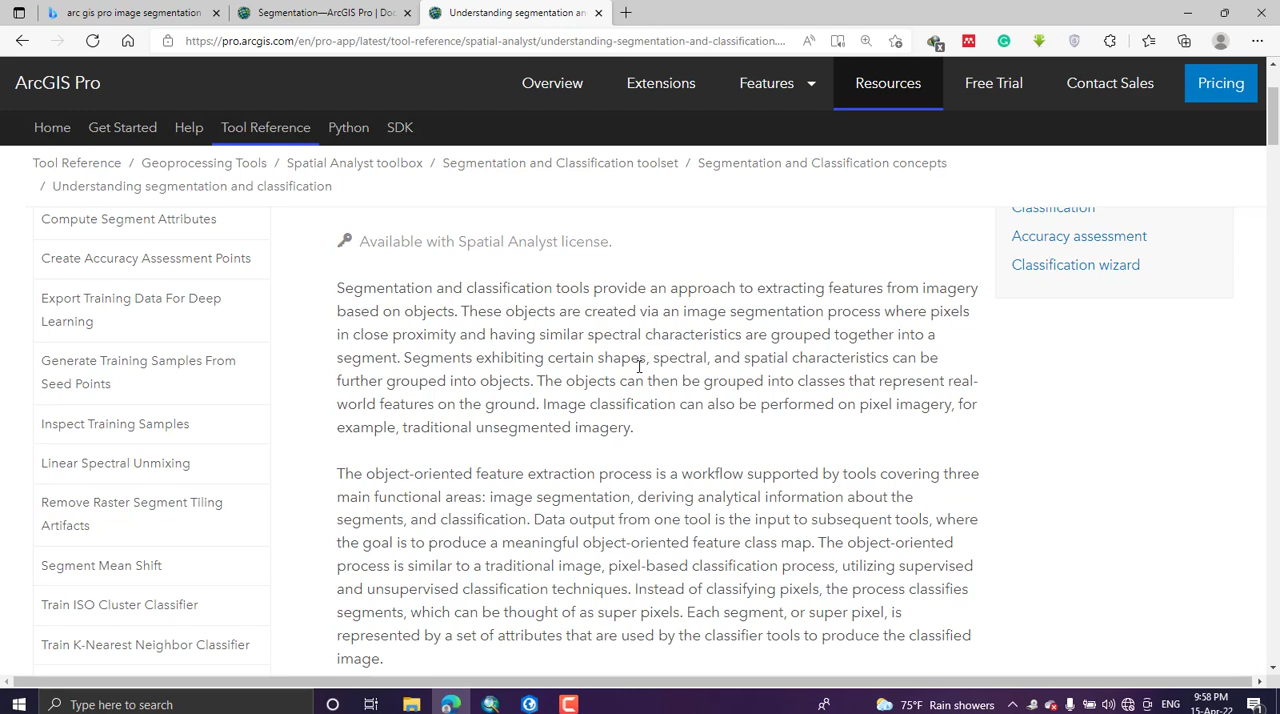 arc gis pro image segmentation
Segmentation—ArcGIS Pro | Doc
Understanding segmentation an
https://pro.arcgis.com/en/pro-app/latest/tool-reference/spatial-analyst/understanding-segmentation-and-classification....
ArcGIS Pro
Overview
Extensions
Features
Resources
Free Trial
Contact Sales
Pricing
Home
Get Started
Help
Tool Reference
Python
SDK
Tool Reference / Geoprocessing Tools / Spatial Analyst toolbox / Segmentation and Classification toolset / Segmentation and Classification concepts
/ Understanding segmentation and classification
Compute Segment Attributes
Create Accuracy Assessment Points
Export Training Data For Deep
Learning
Generate Training Samples From
Seed Points
Inspect Training Samples
Linear Spectral Unmixing
Remove Raster Segment Tiling
Artifacts
Segment Mean Shift
Train ISO Cluster Classifier
Train K-Nearest Neighbor Classifier
Available with Spatial Analyst license.
Segmentation and classification tools provide an approach to extracting features from imagery
based on objects. These objects are created via an image segmentation process where pixels
in close proximity and having similar spectral characteristics are grouped together into a
segment. Segments exhibiting certain shapes, spectral, and spatial characteristics can be
further grouped into objects. The objects can then be grouped into classes that represent real-
world features on the ground. Image classification can also be performed on pixel imagery, for
example, traditional unsegmented imagery.
The object-oriented feature extraction process is a workflow supported by tools covering three
main functional areas: image segmentation, deriving analytical information about the
segments, and classification. Data output from one tool is the input to subsequent tools, where
the goal is to produce a meaningful object-oriented feature class map. The object-oriented
process is similar to a traditional image, pixel-based classification process, utilizing supervised
and unsupervised classification techniques. Instead of classifying pixels, the process classifies
segments, which can be thought of as super pixels. Each segment, or super pixel, is
represented by a set of attributes that are used by the classifier tools to produce the classified
image.
Classification
Accuracy assessment
Classification wizard
Type here to search
75°F Rain showers
ENG
9:58 PM
15-Apr-22